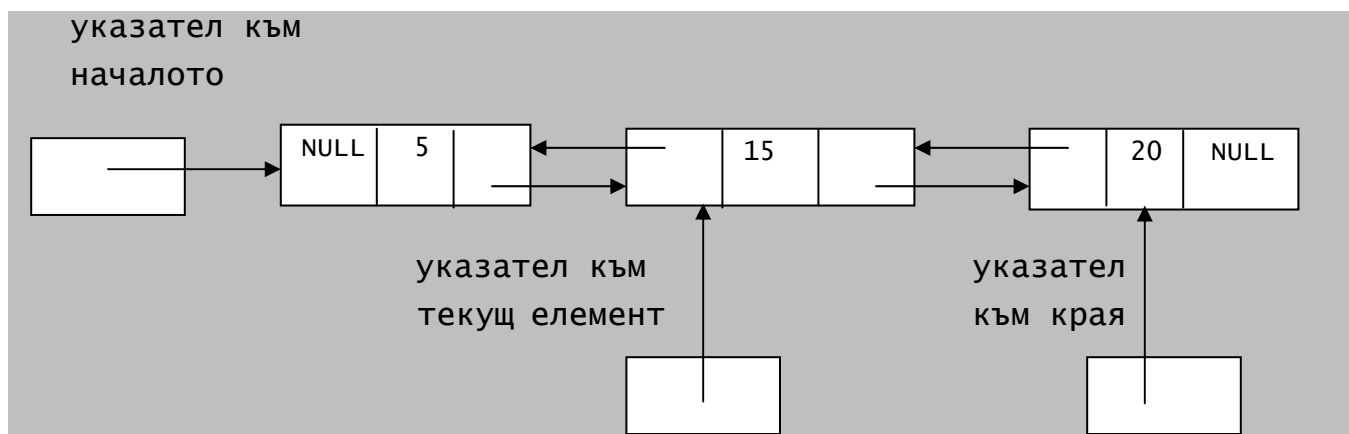 указател към
началото
NULL 5
15
20 NULL
указател към
текущ елемент
указател
към края